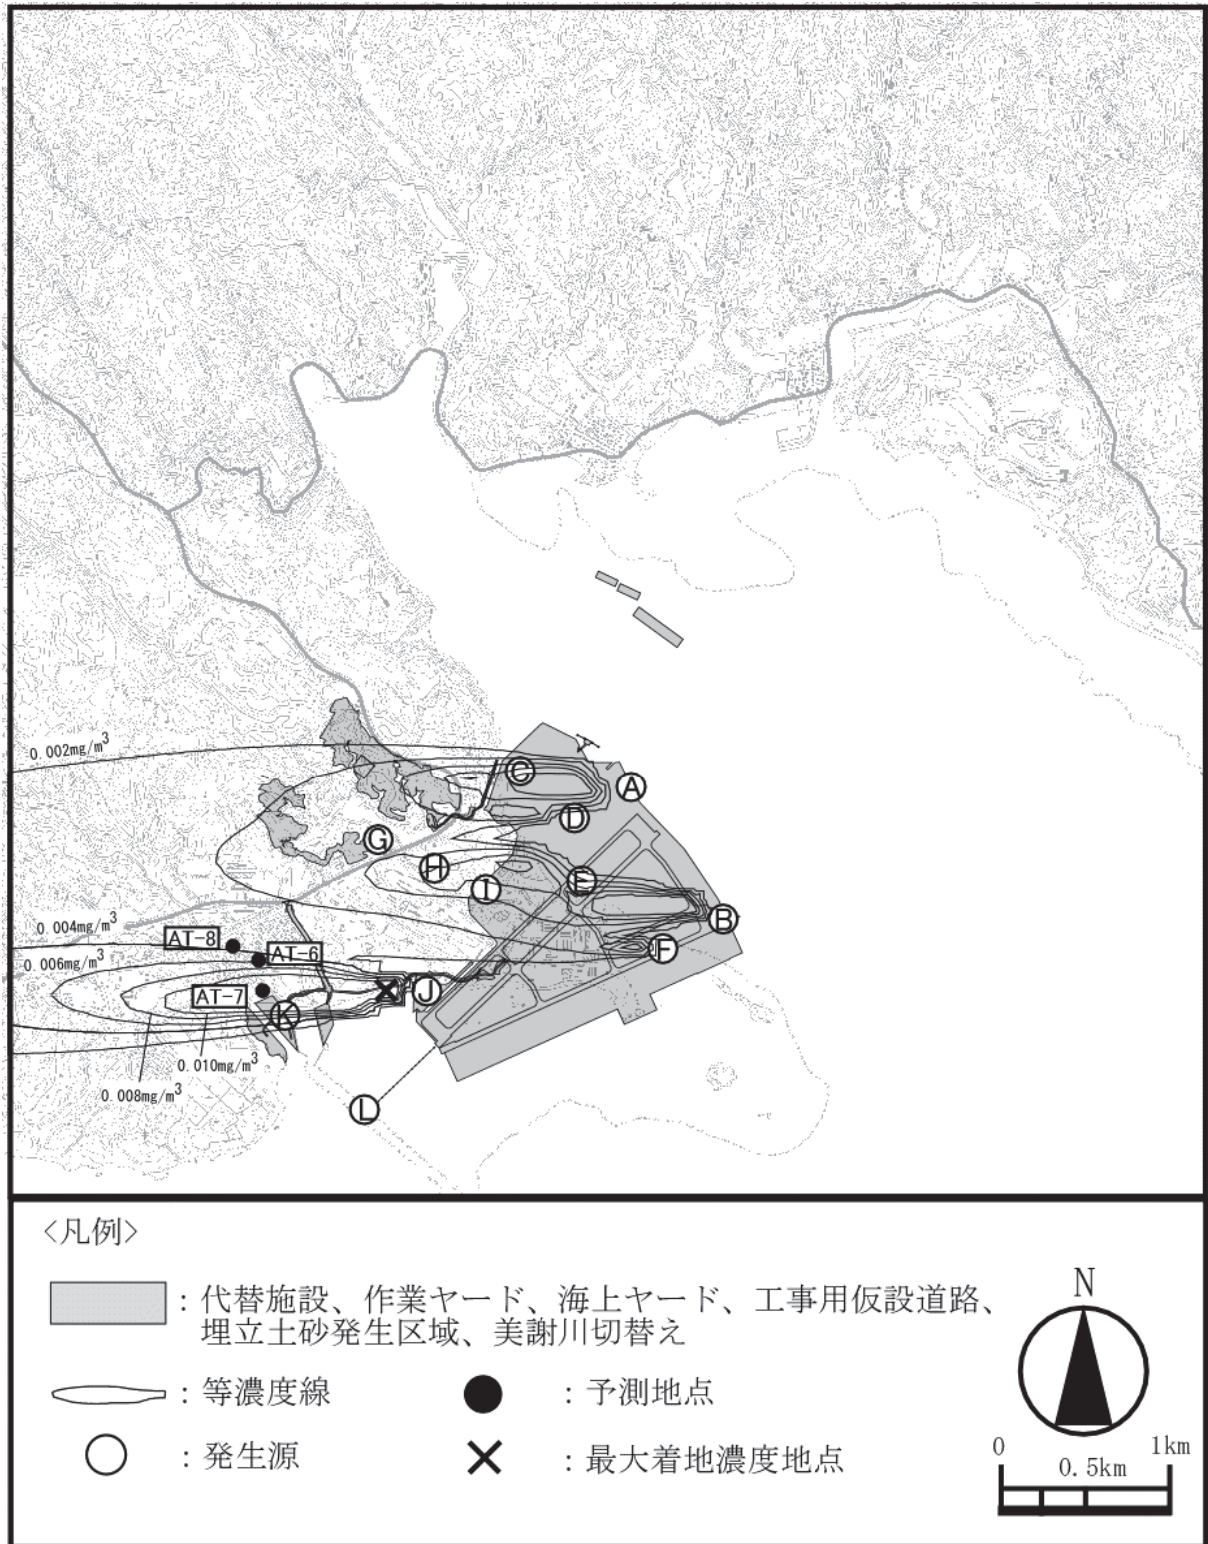 0.002mg/m³
C
A
D
G
H
E
I
B
0.004mg/m³
AT-8
F
AT-6
0.006mg/m³
J
AT-7
K
0.010mg/m³
0.008mg/m³
L
<凡例>
：代替施設、作業ヤード、海上ヤード、工事用仮設道路、
埋立土砂発生区域、美謝川切替え
：等濃度線
：予測地点
：発生源
：最大着地濃度地点
N
0
1km
0.5km